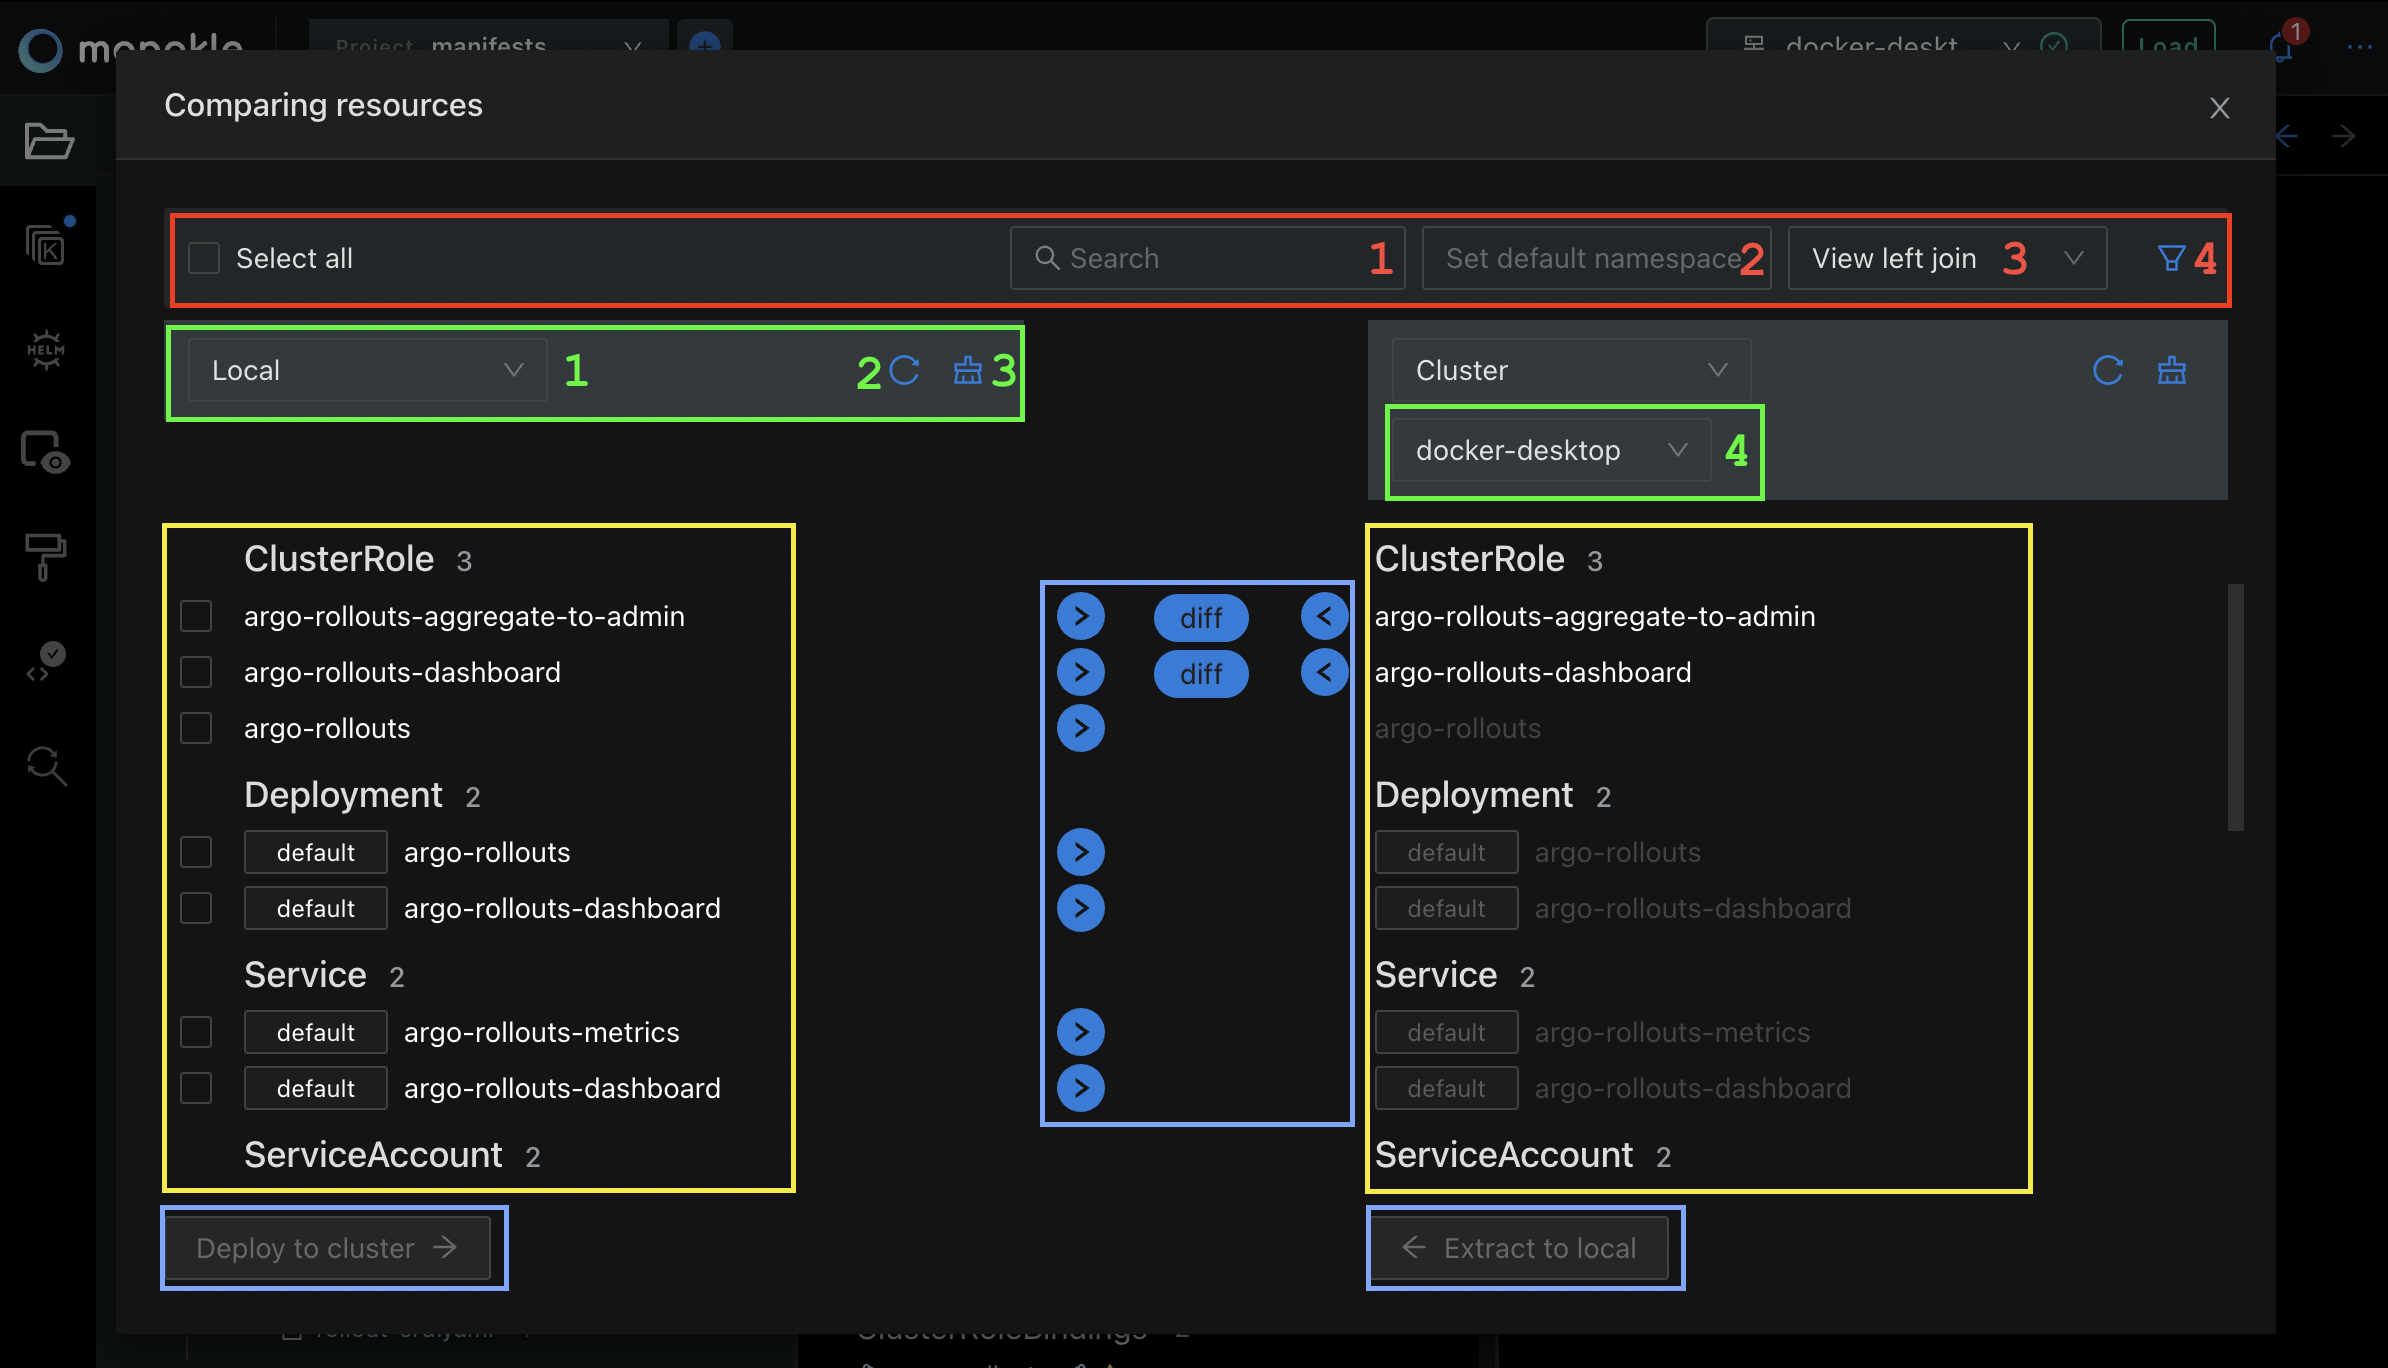 monokle
Project manifests
docker-deskt
Load
1
Comparing resources
Select all
Search 1
Set default namespace 2
View left join 3
4
HELM
K
Local 1
2
3
Cluster
docker-desktop 4
ClusterRole 3
argo-rollouts-aggregate-to-admin
argo-rollouts-dashboard
argo-rollouts
Deployment 2
default argo-rollouts
default argo-rollouts-dashboard
Service 2
default argo-rollouts-metrics
default argo-rollouts-dashboard
ServiceAccount 2
> diff <
> diff <
>
>
>
>
>
ClusterRole 3
argo-rollouts-aggregate-to-admin
argo-rollouts-dashboard
argo-rollouts
Deployment 2
default argo-rollouts
default argo-rollouts-dashboard
Service 2
default argo-rollouts-metrics
default argo-rollouts-dashboard
ServiceAccount 2
Deploy to cluster →
← Extract to local
ClusterRoleBindings 2